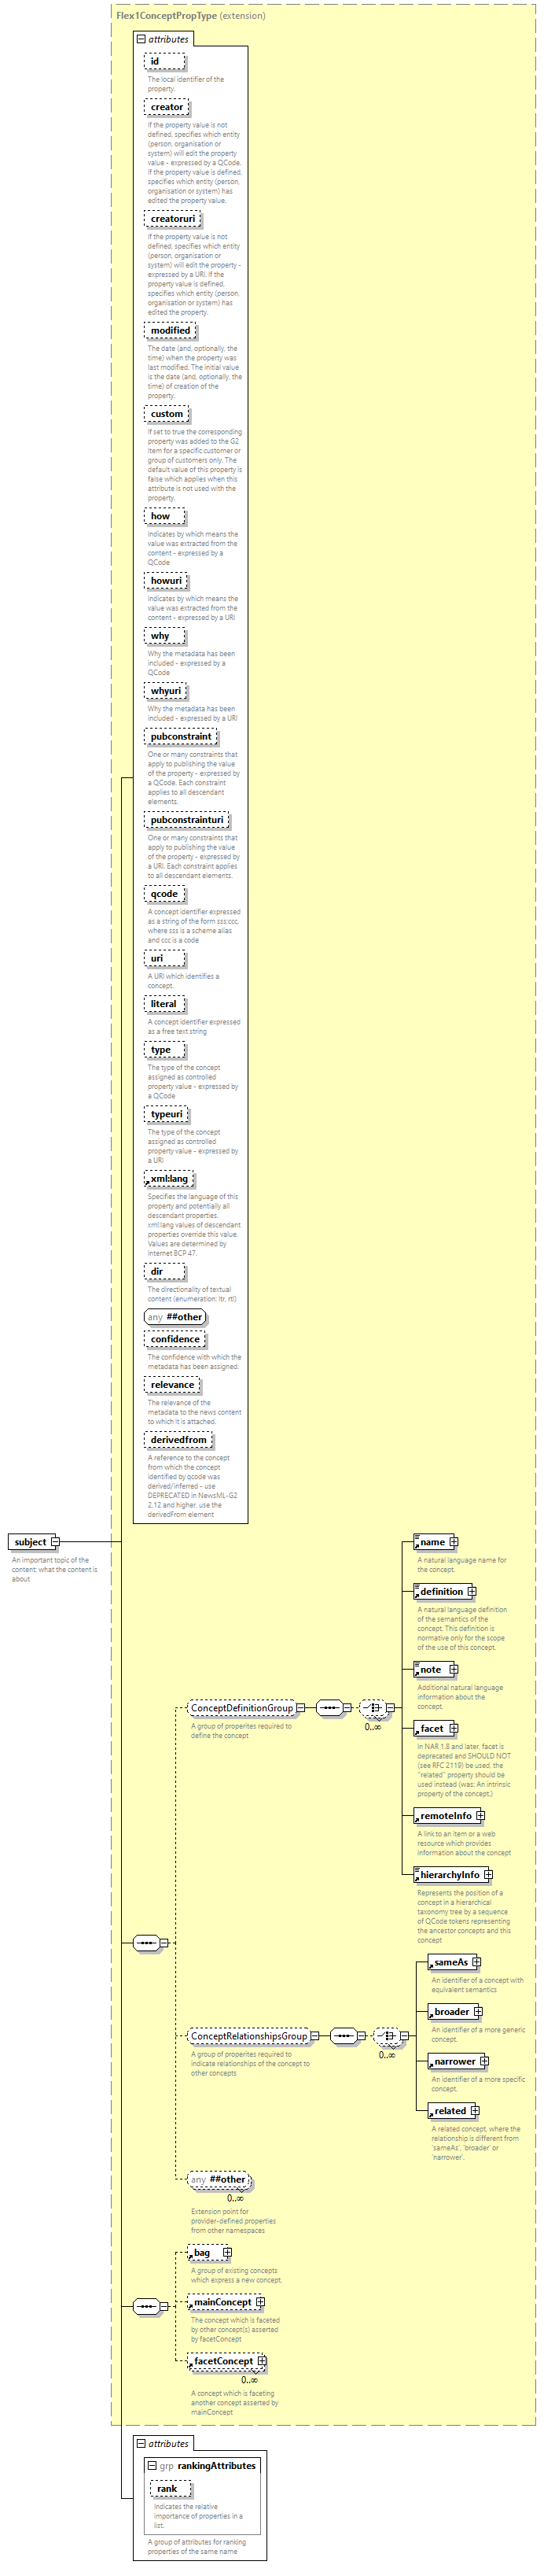 Flex1ConceptPropType (extension)
attributes
id
The local identifier of the
property.
creator
If the property value is not
defined, specifies which entity
(person, organisation or
system) will edit the property
value - expressed by a QCode.
If the property value is defined,
specifies which entity (person,
organisation or system) has
edited the property value.
creatoruri
If the property value is not
defined, specifies which entity
(person, organisation or
system) will edit the property -
expressed by a URI. If the
property value is defined,
specifies which entity (person,
organisation or system) has
edited the property.
modified
The date (and, optionally, the
time) when the property was
last modified. The initial value
is the date (and, optionally, the
time) of creation of the
property.
custom
If set to true the corresponding
property was added to the G2
Item for a specific customer or
group of customers only. The
default value of this property is
false which applies when this
attribute is not used with the
property.
how
Indicates by which means the
value was extracted from the
content - expressed by a
QCode
howuri
Indicates by which means the
value was extracted from the
content - expressed by a URI
why
Why the metadata has been
included - expressed by a
QCode
whyuri
Why the metadata has been
included - expressed by a URI
pubconstraint
One or many constraints that
apply to publishing the value
of the property - expressed by
a QCode. Each constraint
applies to all descendant
elements.
pubconstrainturi
One or many constraints that
apply to publishing the value
of the property - expressed by
a URI. Each constraint applies
to all descendant elements.
qcode
A concept identifier expressed
as a string of the form sss:ccc,
where sss is a scheme alias
and ccc is a code
uri
A URI which identifies a
concept.
literal
A concept identifier expressed
as a free text string
type
The type of the concept
assigned as controlled
property value - expressed by
a QCode
typeuri
The type of the concept
assigned as controlled
property value - expressed by
a URI
xml:lang
Specifies the language of this
property and potentially all
descendant properties.
xml:lang values of descendant
properties override this value.
Values are determined by
Internet BCP 47.
dir
The directionality of textual
content (enumeration: ltr, rtl)
any ##other
confidence
The confidence with which the
metadata has been assigned.
relevance
The relevance of the
metadata to the news content
to which it is attached.
derivedfrom
A reference to the concept
from which the concept
identified by qcode was
derived/inferred - use
DEPRECATED in NewsML-G2
2.12 and higher, use the
derivedFrom element
subject
An important topic of the
content; what the content is
about
ConceptDefinitionGroup
A group of properites required to
define the concept
0..∞
name
A natural language name for
the concept.
definition
A natural language definition
of the semantics of the
concept. This definition is
normative only for the scope
of the use of this concept.
note
Additional natural language
information about the
concept.
facet
In NAR 1.8 and later, facet is
deprecated and SHOULD NOT
(see RFC 2119) be used, the
"related" property should be
used instead (was: An intrinsic
property of the concept.)
remoteInfo
A link to an item or a web
resource which provides
information about the concept
hierarchyInfo
Represents the position of a
concept in a hierarchical
taxonomy tree by a sequence
of QCode tokens representing
the ancestor concepts and this
concept
ConceptRelationshipsGroup
A group of properites required to
indicate relationships of the concept to
other concepts
0..∞
sameAs
An identifier of a concept with
equivalent semantics
broader
An identifier of a more generic
concept.
narrower
An identifier of a more specific
concept.
related
A related concept, where the
relationship is different from
'sameAs', 'broader' or
'narrower'.
any ##other
0..∞
Extension point for
provider-defined properties
from other namespaces
bag
A group of existing concepts
which express a new concept.
mainConcept
The concept which is faceted
by other concept(s) asserted
by facetConcept
facetConcept
0..∞
A concept which is faceting
another concept asserted by
mainConcept
attributes
grp rankingAttributes
rank
Indicates the relative
importance of properties in a
list.
A group of attributes for ranking
properties of the same name